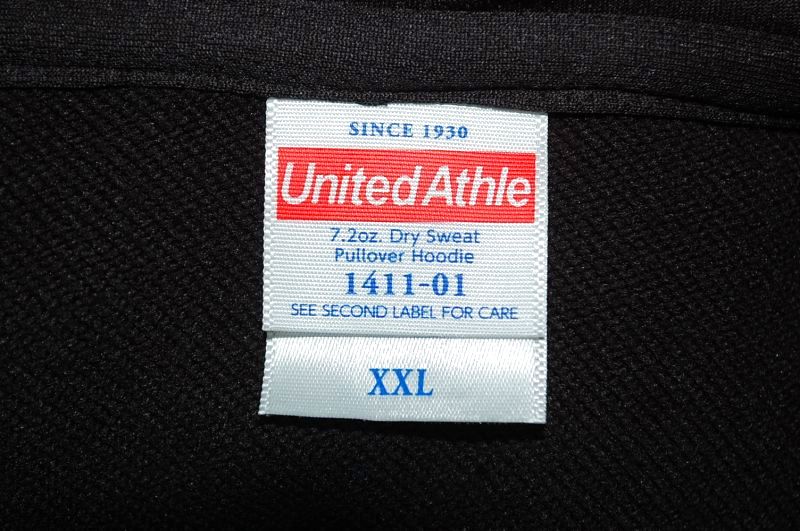 SINCE 1930
United Athle
7.2oz. Dry Sweat
Pullover Hoodie
1411-01
SEE SECOND LABEL FOR CARE
XXL